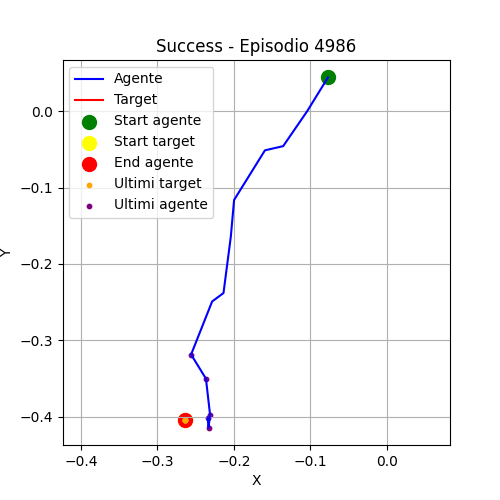 Success - Episodio 4986
Agente
Target
Start agente
Start target
End agente
Ultimi target
Ultimi agente
0.0
−0.1
−0.2
−0.3
−0.4
Y
−0.4 −0.3 −0.2 −0.1 0.0
X